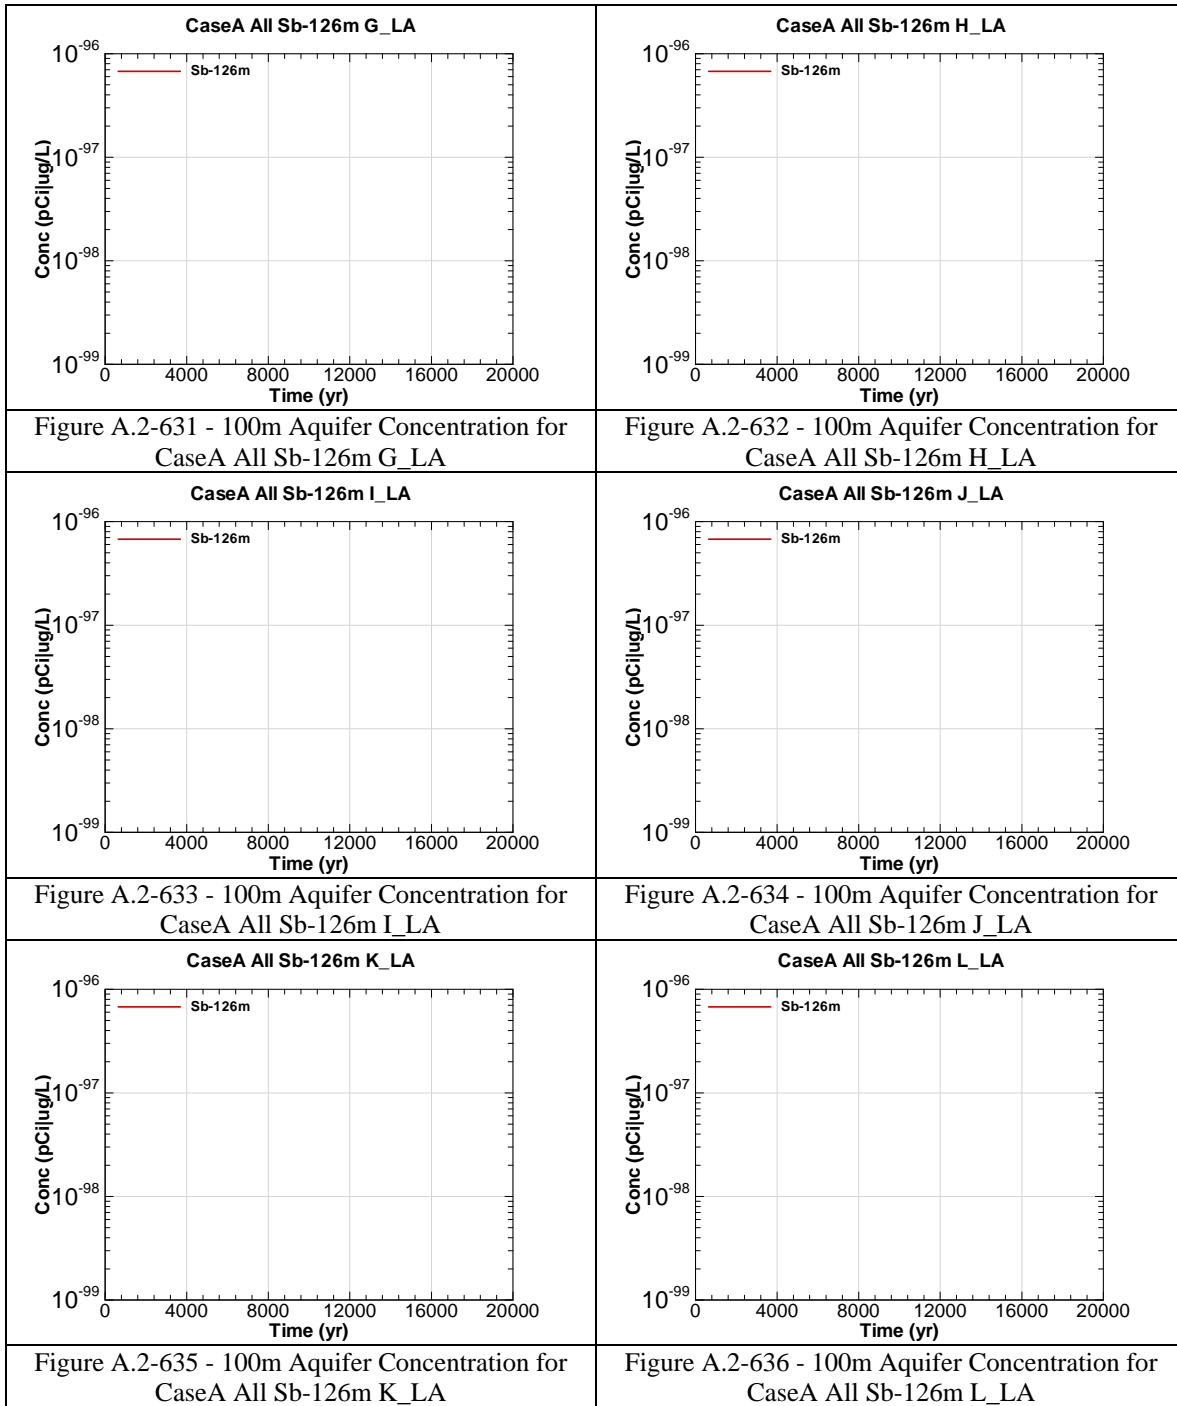 CaseA All Sb-126m G_LA
10-96
Sb-126m
10-97
Conc (pCi|ug/L)
10-98
10-99
0 4000 8000 12000 16000 20000
Time (yr)
Figure A.2-631 - 100m Aquifer Concentration for
CaseA All Sb-126m G_LA
CaseA All Sb-126m H_LA
10-96
Sb-126m
10-97
Conc (pCi|ug/L)
10-98
10-99
0 4000 8000 12000 16000 20000
Time (yr)
Figure A.2-632 - 100m Aquifer Concentration for
CaseA All Sb-126m H_LA
CaseA All Sb-126m I_LA
10-96
Sb-126m
10-97
Conc (pCi|ug/L)
10-98
10-99
0 4000 8000 12000 16000 20000
Time (yr)
Figure A.2-633 - 100m Aquifer Concentration for
CaseA All Sb-126m I_LA
CaseA All Sb-126m J_LA
10-96
Sb-126m
10-97
Conc (pCi|ug/L)
10-98
10-99
0 4000 8000 12000 16000 20000
Time (yr)
Figure A.2-634 - 100m Aquifer Concentration for
CaseA All Sb-126m J_LA
CaseA All Sb-126m K_LA
10-96
Sb-126m
10-97
Conc (pCi|ug/L)
10-98
10-99
0 4000 8000 12000 16000 20000
Time (yr)
Figure A.2-635 - 100m Aquifer Concentration for
CaseA All Sb-126m K_LA
CaseA All Sb-126m L_LA
10-96
Sb-126m
10-97
Conc (pCi|ug/L)
10-98
10-99
0 4000 8000 12000 16000 20000
Time (yr)
Figure A.2-636 - 100m Aquifer Concentration for
CaseA All Sb-126m L_LA